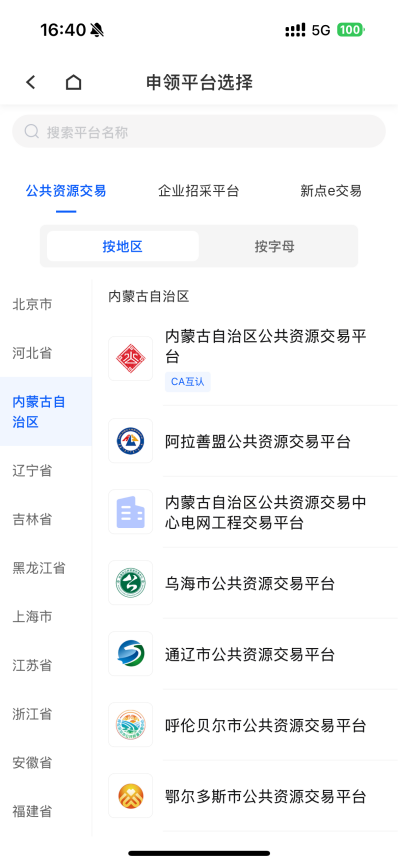 16:40
5G
100
申领平台选择
搜索平台名称
公共资源交易
企业招采平台
新点e交易
按地区
按字母
北京市
河北省
内蒙古自
治区
辽宁省
吉林省
黑龙江省
上海市
江苏省
浙江省
安徽省
福建省
内蒙古自治区
内蒙古自治区公共资源交易平
台
CA互认
阿拉善盟公共资源交易平台
内蒙古自治区公共资源交易中
心电网工程交易平台
乌海市公共资源交易平台
通辽市公共资源交易平台
呼伦贝尔市公共资源交易平台
鄂尔多斯市公共资源交易平台